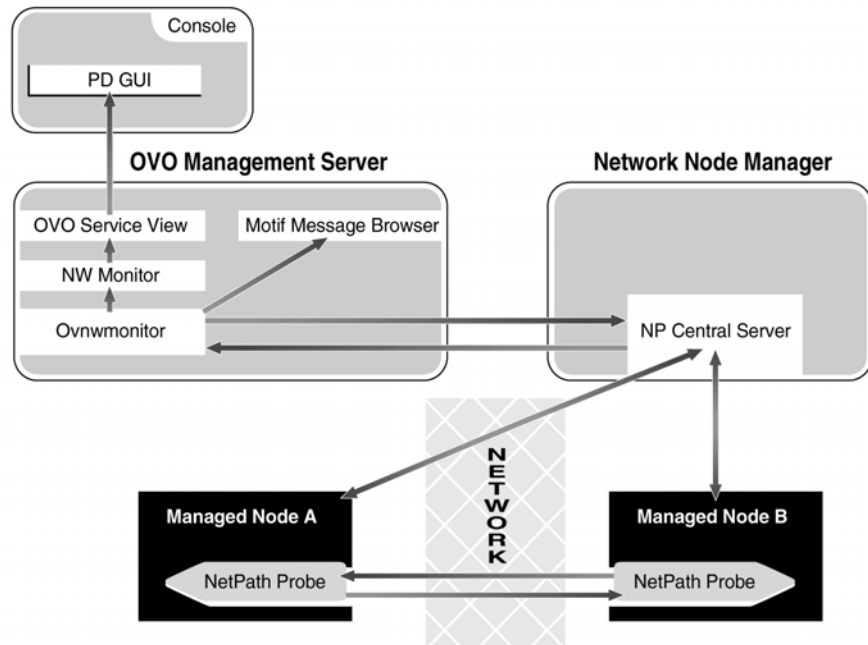 Console
PD GUI
OVO Management Server
Network Node Manager
OVO Service View
Motif Message Browser
NW Monitor
Ovnwmonitor
NP Central Server
NETWORK
Managed Node A
Managed Node B
NetPath Probe
NetPath Probe